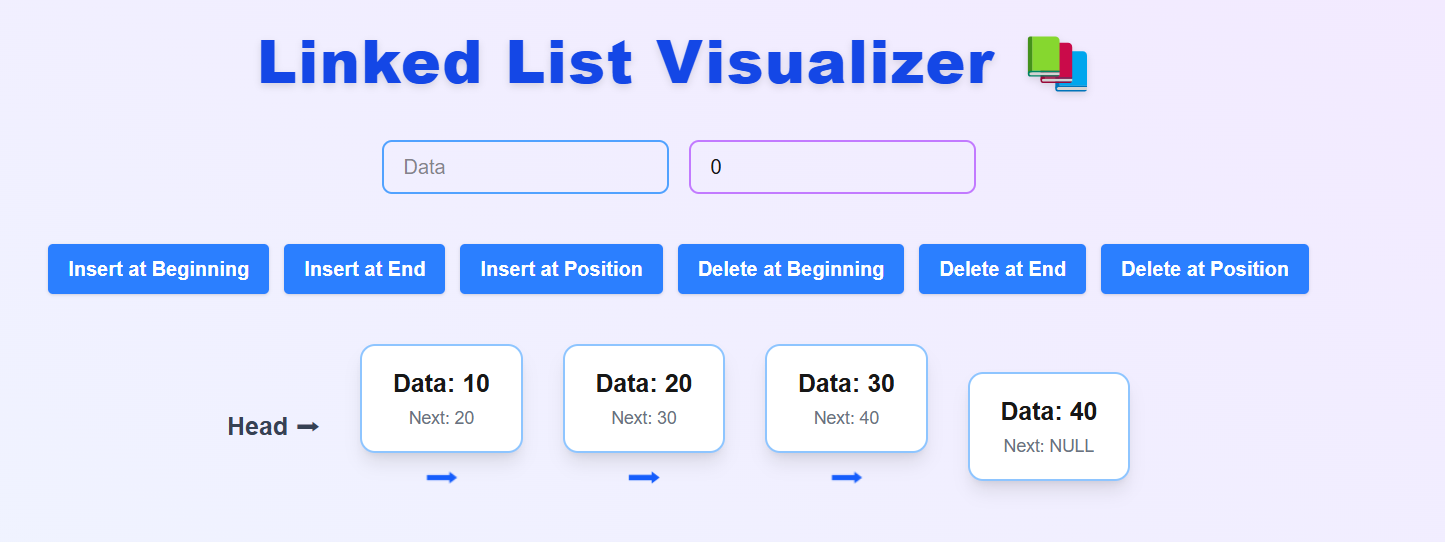 Linked List Visualizer 📚
Data 0
Insert at Beginning Insert at End Insert at Position Delete at Beginning Delete at End Delete at Position
Head ➡
Data: 10
Next: 20
➡
Data: 20
Next: 30
➡
Data: 30
Next: 40
➡
Data: 40
Next: NULL